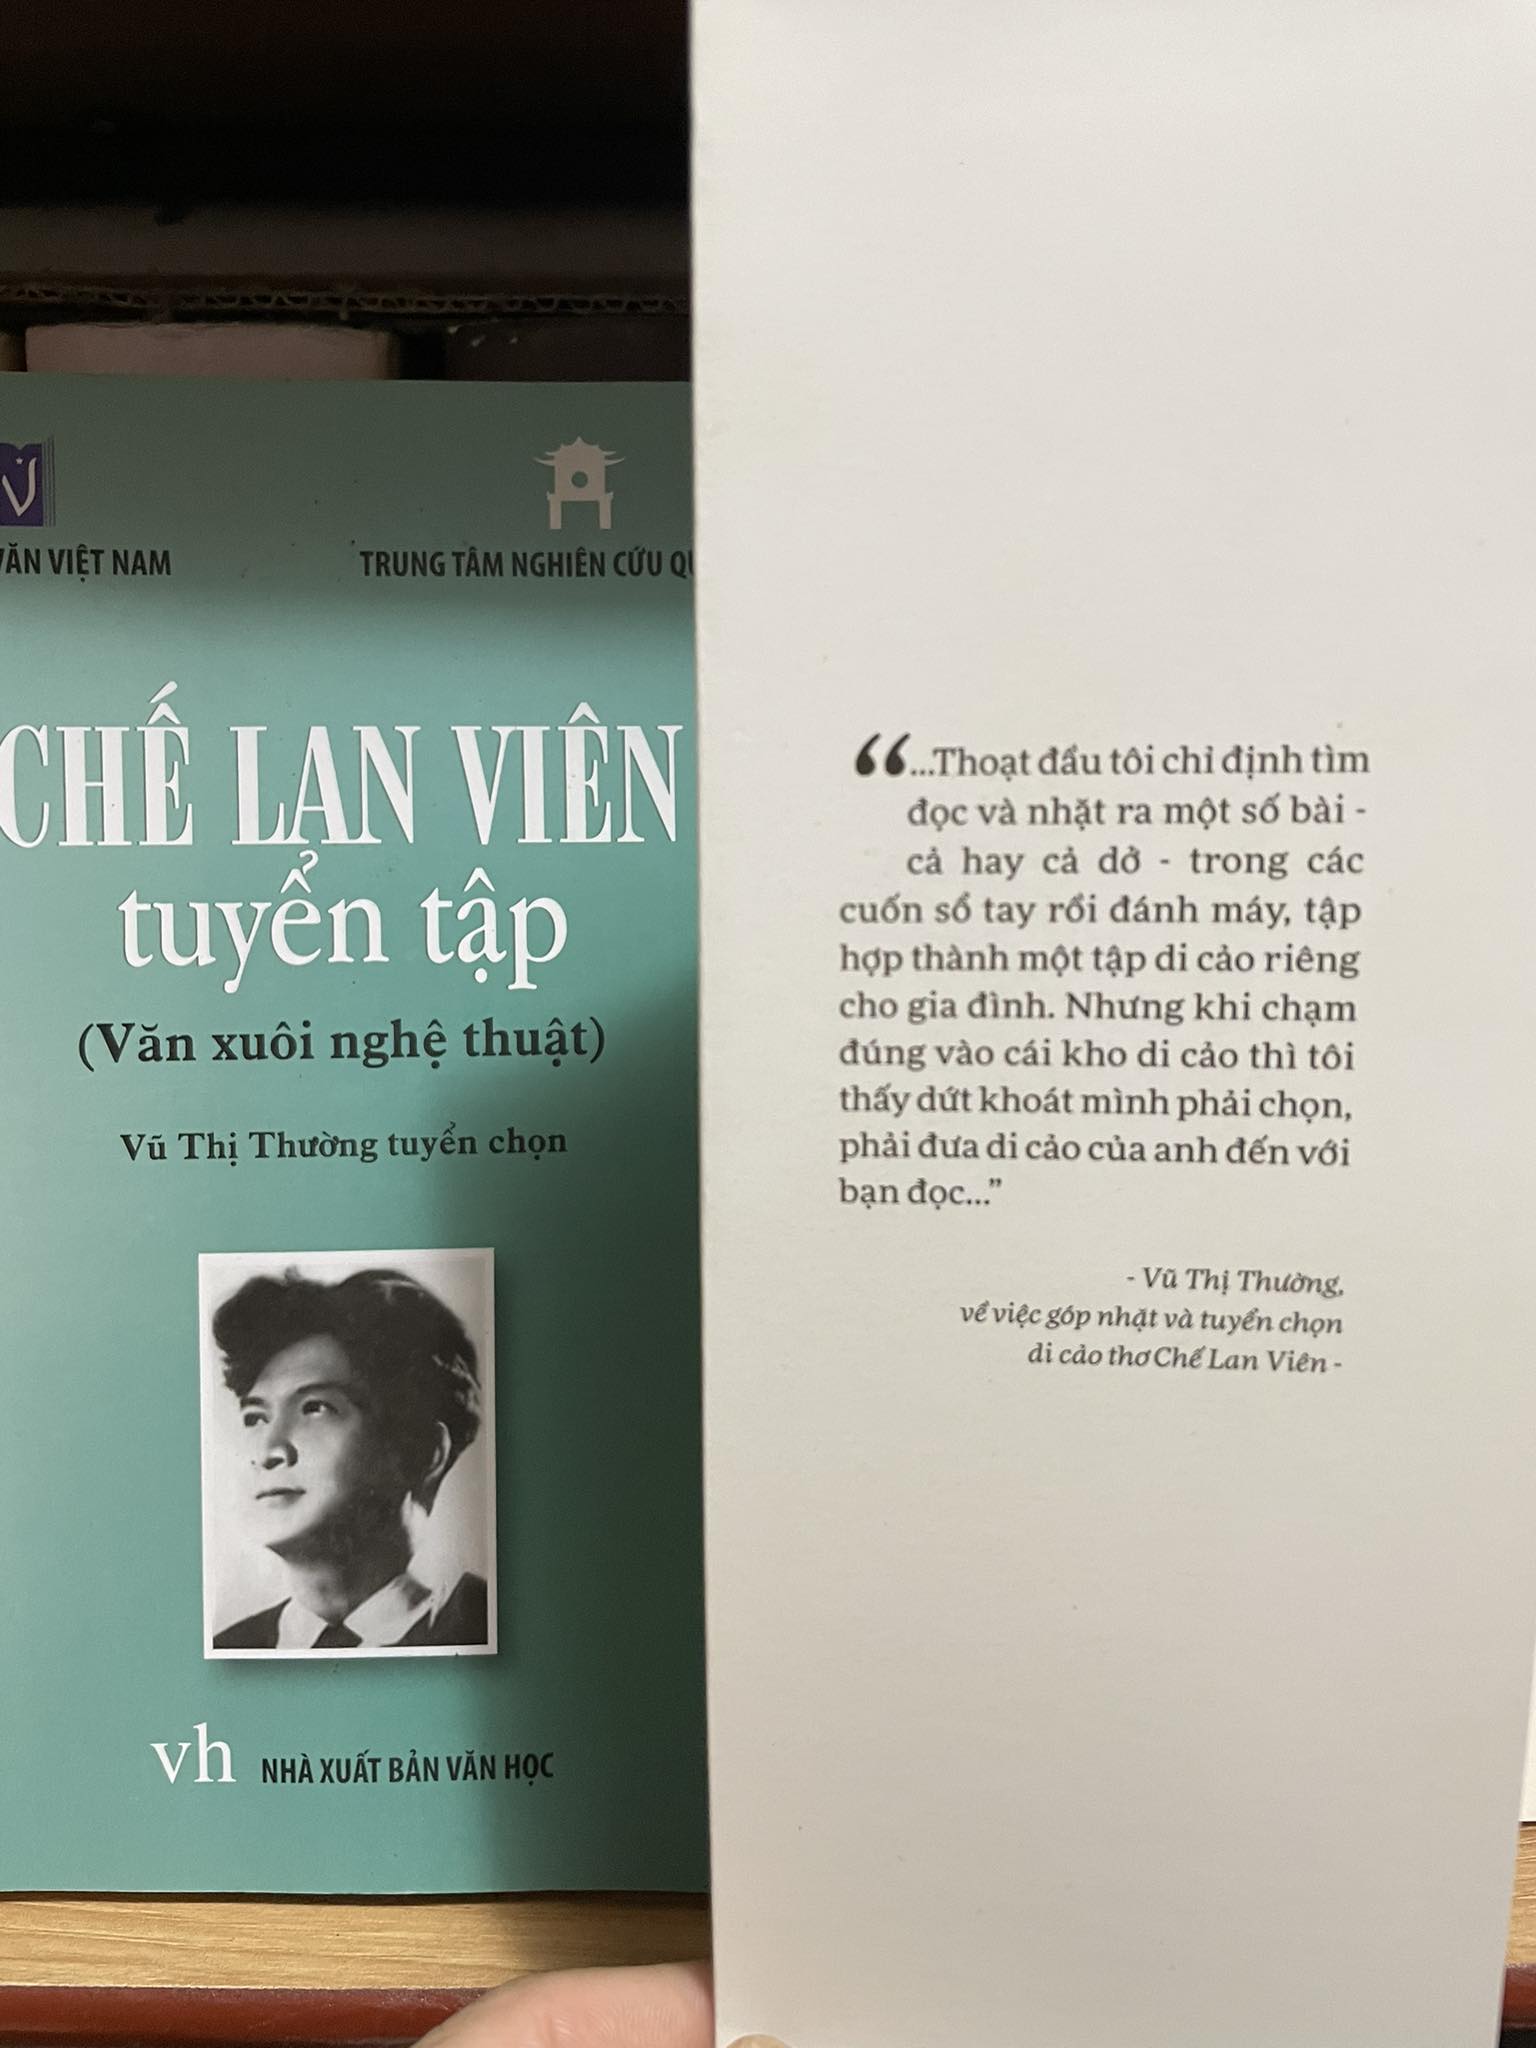 VĂN VIỆT NAM
TRUNG TÂM NGHIÊN CỨU
CHẾ LAN VIÊN
tuyển tập
(Văn xuôi nghệ thuật)
Vũ Thị Thường tuyển chọn
vh NHÀ XUẤT BẢN VĂN HỌC
“...Thoạt đầu tôi chỉ định tìm
đọc và nhặt ra một số bài -
cả hay cả dở - trong các
cuốn sổ tay rồi đánh máy, tập
hợp thành một tập di cảo riêng
cho gia đình. Nhưng khi chạm
đúng vào cái kho di cảo thì tôi
thấy dứt khoát mình phải chọn,
phải đưa di cảo của anh đến với
bạn đọc...”
- Vũ Thị Thường,
về việc góp nhặt và tuyển chọn
di cảo thơ Chế Lan Viên -